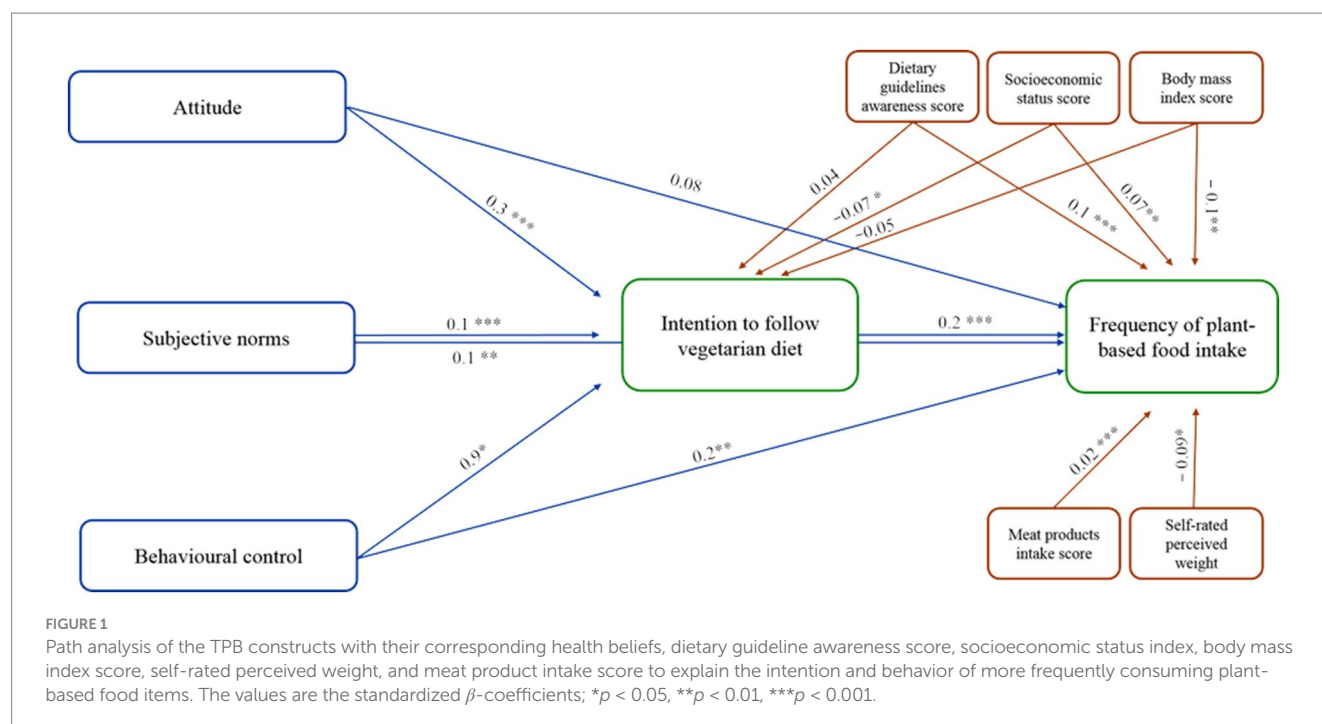 Attitude
Subjective norms
Behavioural control
Intention to follow
vegetarian diet
Frequency of plant-
based food intake
Dietary
guidelines
awareness score
Socioeconomic
status score
Body mass
index score
Meat products
intake score
Self-rated
perceived
weight
0.3 ***
0.08
0.1 ***
0.1 **
0.9*
0.2**
0.2 ***
0.04
-0.07 *
-0.05
0.1 ***
0.07**
-0.1**
0.02 ***
- 0.09*
FIGURE 1
Path analysis of the TPB constructs with their corresponding health beliefs, dietary guideline awareness score, socioeconomic status index, body mass
index score, self-rated perceived weight, and meat product intake score to explain the intention and behavior of more frequently consuming plant-
based food items. The values are the standardized β-coefficients; *p < 0.05, **p < 0.01, ***p < 0.001.